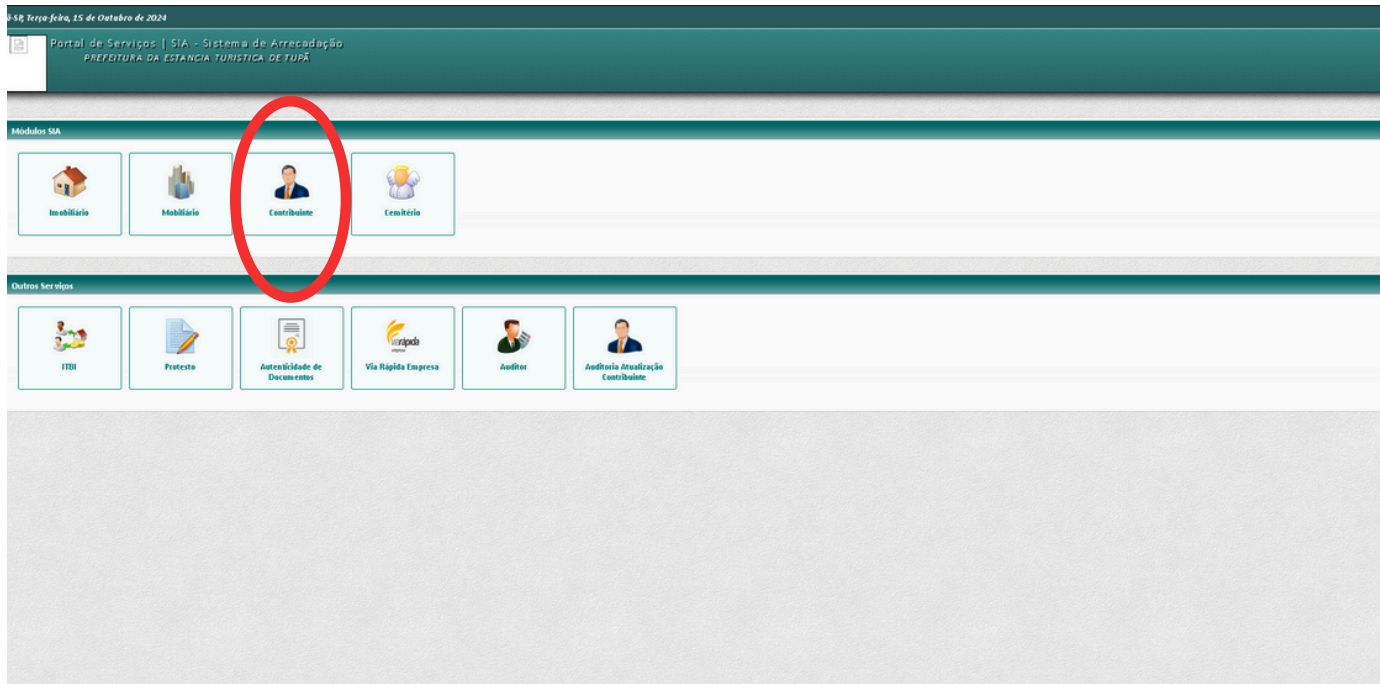 Terça-feira, 15 de Outubro de 2024
Portal de Serviços | SIA - Sistema de Arrecadação
PREFEITURA DA ESTANCIA TURISTICA DE TUPÃ
Módulos SIA
Imobiliário
Mobiliário
Contribuinte
Cemitério
Outros Serviços
ITBI
Protesto
Autenticidade de
Documentos
viarápida
empresa
Via Rápida Empresa
Auditor
Auditoria Atualização
Contribuinte